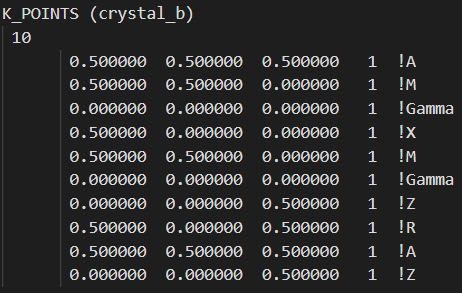 K_POINTS (crystal_b)
10
0.500000 0.500000 0.500000 1 !A
0.500000 0.500000 0.000000 1 !M
0.000000 0.000000 0.000000 1 !Gamma
0.500000 0.000000 0.000000 1 !X
0.500000 0.500000 0.000000 1 !M
0.000000 0.000000 0.000000 1 !Gamma
0.000000 0.000000 0.500000 1 !Z
0.500000 0.000000 0.500000 1 !R
0.500000 0.500000 0.500000 1 !A
0.000000 0.000000 0.500000 1 !Z